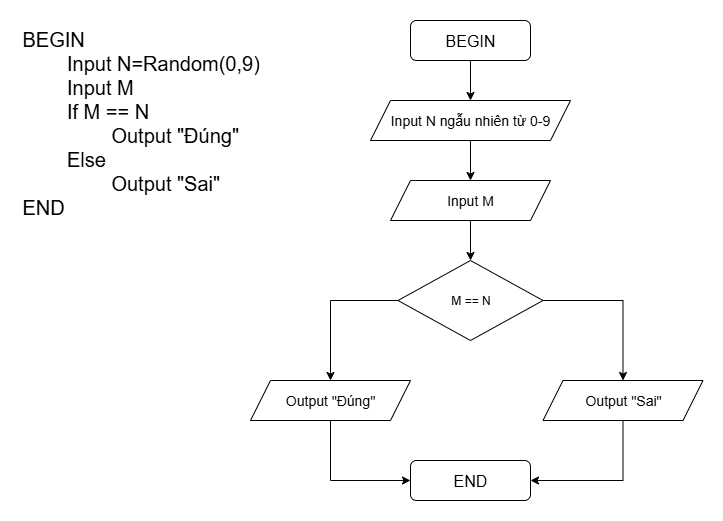 BEGIN
Input N=Random(0,9)
Input M
If M == N
Output "Đúng"
Else
Output "Sai"
END
BEGIN
Input N ngẫu nhiên từ 0-9
Input M
M == N
Output "Đúng"
Output "Sai"
END